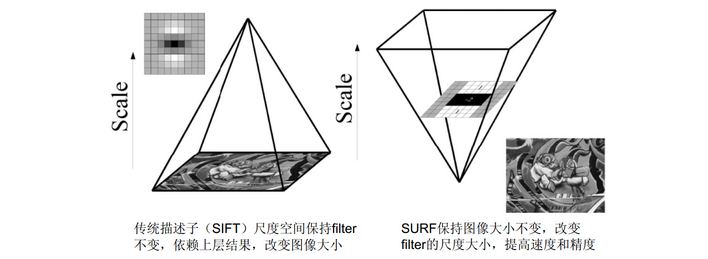 Scale
Scale
传统描述子（SIFT）尺度空间保持filter
不变，依赖上层结果，改变图像大小
SURF保持图像大小不变，改变
filter的尺度大小，提高速度和精度